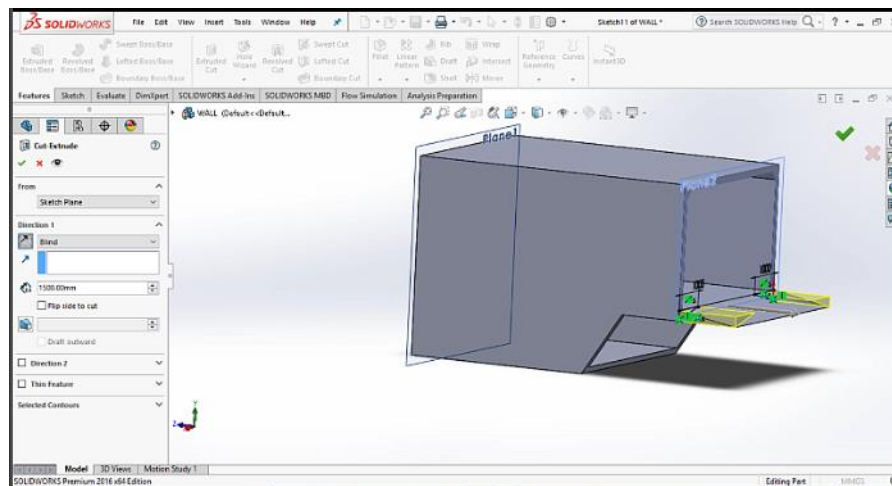 SOLIDWORKS File Edit View Insert Tools Window Help Sketch11 of WALL * Search SOLIDWORKS Help
Extruded Boss/Base Revolved Boss/Base Swept Boss/Base Lofted Boss/Base Boundary Boss/Base Extruded Cut Hole Wizard Revolved Cut Swept Cut Lofted Cut Boundary Cut Fillet Linear Pattern Rib Draft Shell Wrap Intersect Mirror Reference Geometry Curves Instant3D
Features Sketch Evaluate DimXpert SOLIDWORKS Add-Ins SOLIDWORKS MBD Flow Simulation Analysis Preparation
WALL (Default<<Default...
Plane1
Cut-Extrude
From
Sketch Plane
Direction 1
Blind
1500.00mm
Flip side to cut
Draft outward
Direction 2
Thin Feature
Selected Contours
Y
Z
Model 3D Views Motion Study 1
SOLIDWORKS Premium 2016 x64 Edition Editing Part MMGS